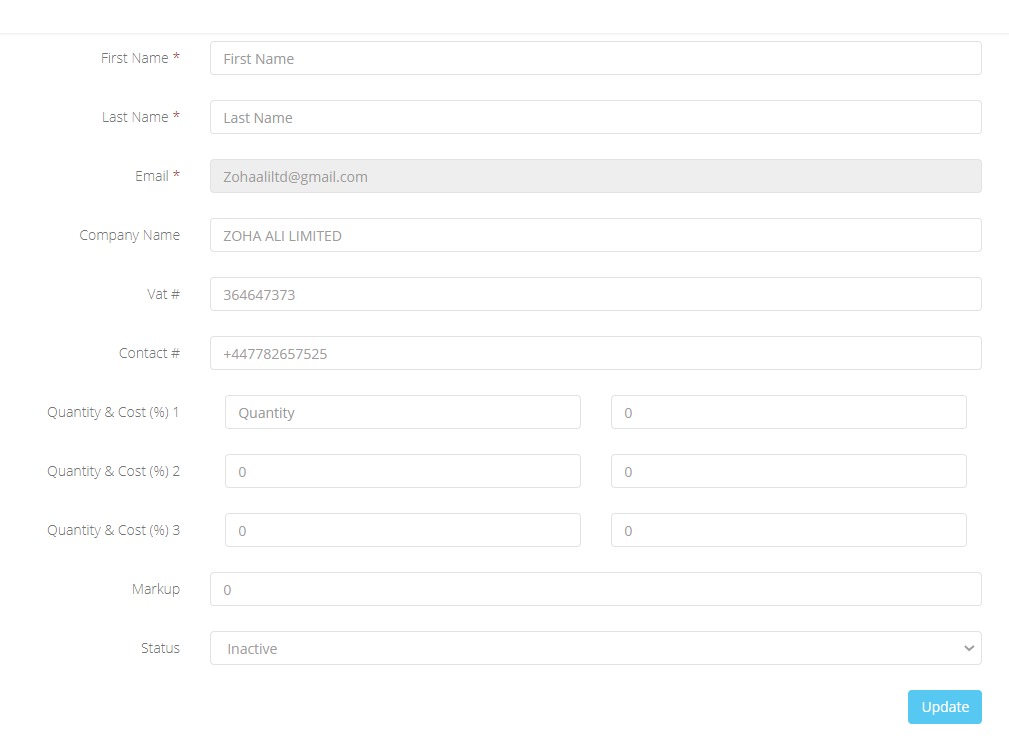 First Name * First Name
Last Name * Last Name
Email * Zohaaliltd@gmail.com
Company Name ZOHA ALI LIMITED
Vat # 364647373
Contact # +447782657525
Quantity & Cost (%) 1 Quantity 0
Quantity & Cost (%) 2 0 0
Quantity & Cost (%) 3 0 0
Markup 0
Status Inactive
Update